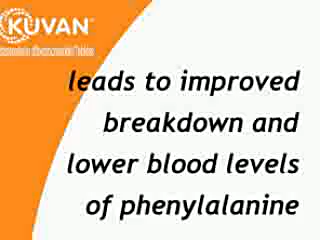 KUVAN
leads to improved
breakdown and
lower blood levels
of phenylalanine